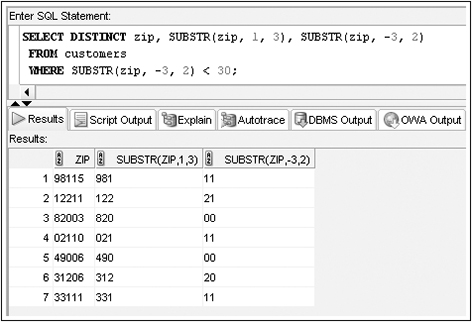 Enter SQL Statement:
SELECT DISTINCT zip, SUBSTR(zip, 1, 3), SUBSTR(zip, -3, 2)
FROM customers
WHERE SUBSTR(zip, -3, 2) < 30;
Results Script Output Explain Autotrace DBMS Output OWA Output
Results:
ZIP SUBSTR(ZIP,1,3) SUBSTR(ZIP,-3,2)
1 98115 981 11
2 12211 122 21
3 82003 820 00
4 02110 021 11
5 49006 490 00
6 31206 312 20
7 33111 331 11